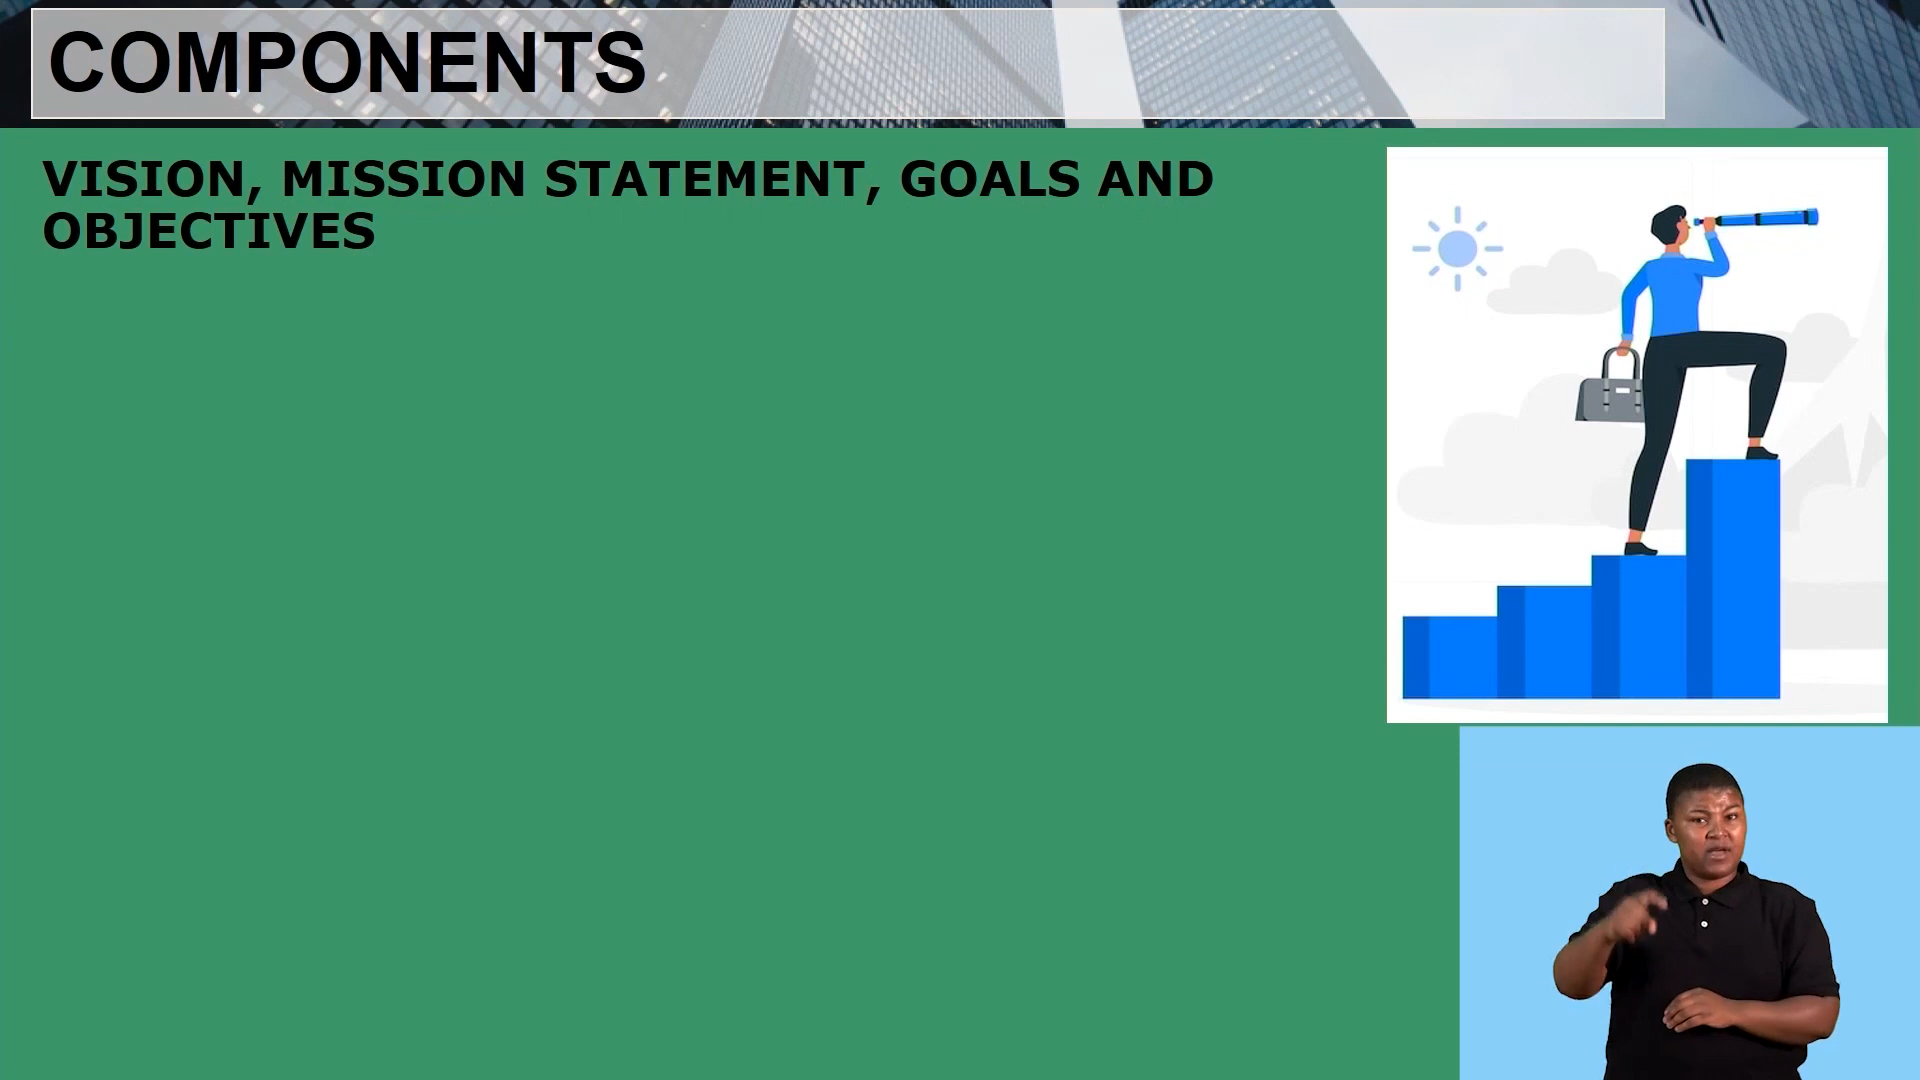 COMPONENTS
VISION, MISSION STATEMENT, GOALS AND
OBJECTIVES